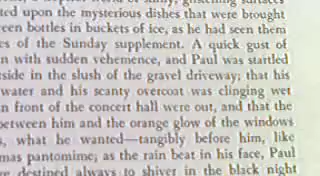 ted upon the mysterious dishes that were brought
een bottles in buckets of ice, as he had seen them
es of the Sunday supplement. A quick gust of
n with sudden vehemence, and Paul was startled
side in the slush of the gravel driveway; that his
water and his scanty overcoat was clinging wet
n front of the concert hall were out, and that the
between him and the orange glow of the windows
, what he wanted—tangibly before him, like
mas pantomime; as the rain beat in his face, Paul
re destined always to shiver in the black night